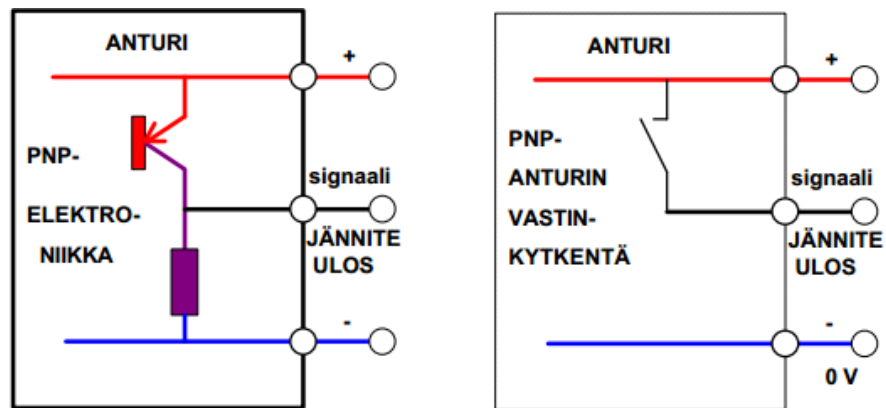 ANTURI
+
PNP-
ELEKTRO-
NIIKKA
signaali
JÄNNITE
ULOS
-
ANTURI
+
PNP-
ANTURIN
VASTIN-
KYTKENTÄ
signaali
JÄNNITE
ULOS
-
0 V